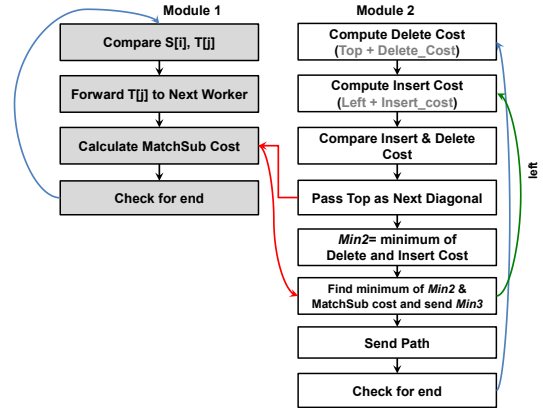 Module 1
Compare S[i], T[j]
Forward T[j] to Next Worker
Calculate MatchSub Cost
Check for end
Module 2
Compute Delete Cost
(Top + Delete_Cost)
Compute Insert Cost
(Left + Insert_cost)
Compare Insert & Delete
Cost
Pass Top as Next Diagonal
Min2= minimum of
Delete and Insert Cost
Find minimum of Min2 &
MatchSub cost and send Min3
Send Path
Check for end
left